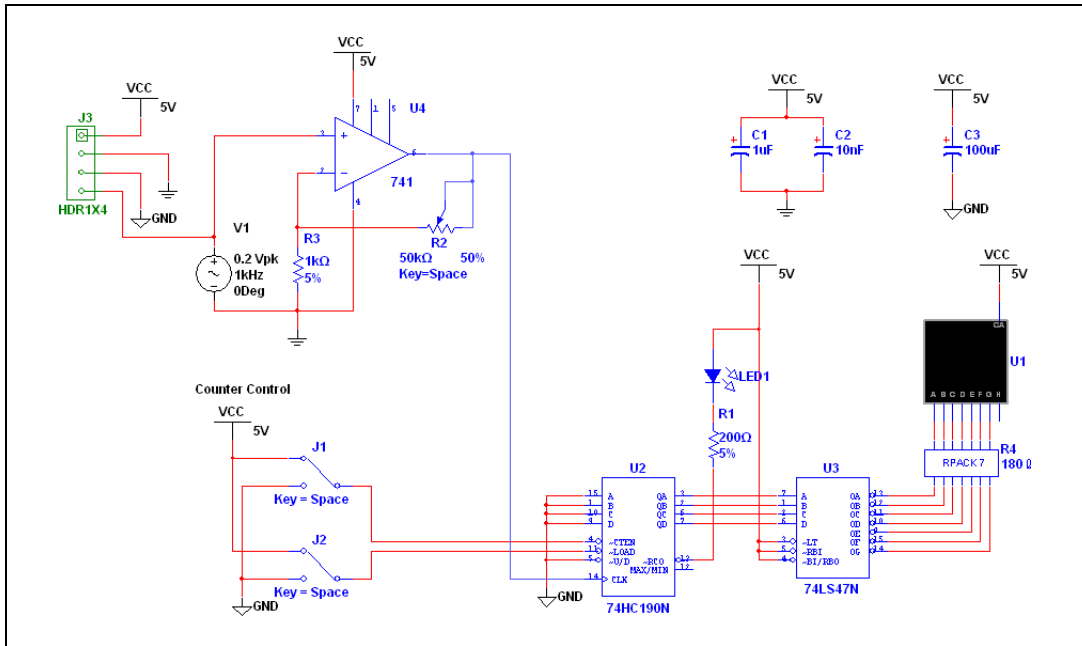 VCC
5V
J3
HDR1X4
GND
VCC
5V
7
1
5
U4
3
+
2
−
6
4
741
V1
+
0.2 Vpk
1kHz
0Deg
R3
1kΩ
5%
R2
50kΩ
50%
Key=Space
VCC
5V
+
C1
1uF
+
C2
10nF
VCC
5V
+
C3
100uF
GND
VCC
5V
LED1
R1
200Ω
5%
VCC
5V
CA
U1
A B C D E F G H
R4
RPACK 7
180 Ω
Counter Control
VCC
5V
J1
Key = Space
J2
Key = Space
GND
U2
15 A QA 3
1 B QB 2
10 C QC 6
9 D QD 7
4 ~CTEN
11 ~LOAD
5 ~U/D ~RCO 13
MAX/MIN 12
14 CLK
GND
74HC190N
U3
7 A OA 13
1 B OB 12
2 C OC 11
6 D OD 10
OE 9
3 ~LT OF 15
5 ~RBI OG 14
4 ~BI/RBO
74LS47N